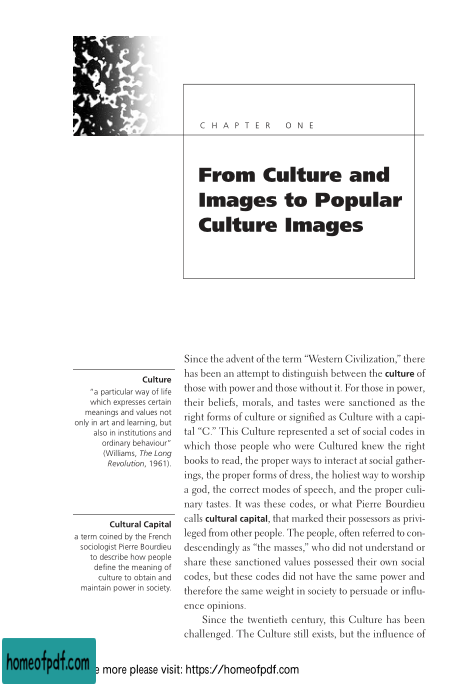 CHAPTER ONE
From Culture and
Images to Popular
Culture Images
Culture
“a particular way of life
which expresses certain
meanings and values not
only in art and learning, but
also in institutions and
ordinary behaviour”
(Williams, The Long
Revolution, 1961).
Cultural Capital
a term coined by the French
sociologist Pierre Bourdieu
to describe how people
define the meaning of
culture to obtain and
maintain power in society.
Since the advent of the term “Western Civilization,” there
has been an attempt to distinguish between the culture of
those with power and those without it. For those in power,
their beliefs, morals, and tastes were sanctioned as the
right forms of culture or signified as Culture with a capi-
tal “C.” This Culture represented a set of social codes in
which those people who were Cultured knew the right
books to read, the proper ways to interact at social gather-
ings, the proper forms of dress, the holiest way to worship
a god, the correct modes of speech, and the proper culi-
nary tastes. It was these codes, or what Pierre Bourdieu
calls cultural capital, that marked their possessors as privi-
leged from other people. The people, often referred to con-
descendingly as “the masses,” who did not understand or
share these sanctioned values possessed their own social
codes, but these codes did not have the same power and
therefore the same weight in society to persuade or influ-
ence opinions.
Since the twentieth century, this Culture has been
challenged. The Culture still exists, but the influence of
homeofpdf.com
more please visit: https://homeofpdf.com